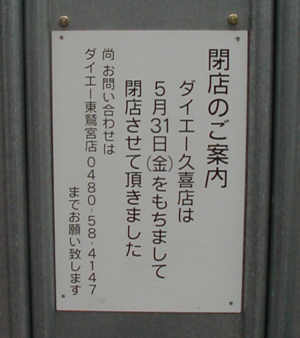 閉店のご案内
ダイエー久喜店は
5月31日(金)をもちまして
閉店させて頂きました
尚 お問い合わせは
ダイエー東鷲宮店 0480-58-4147
までお願い致します